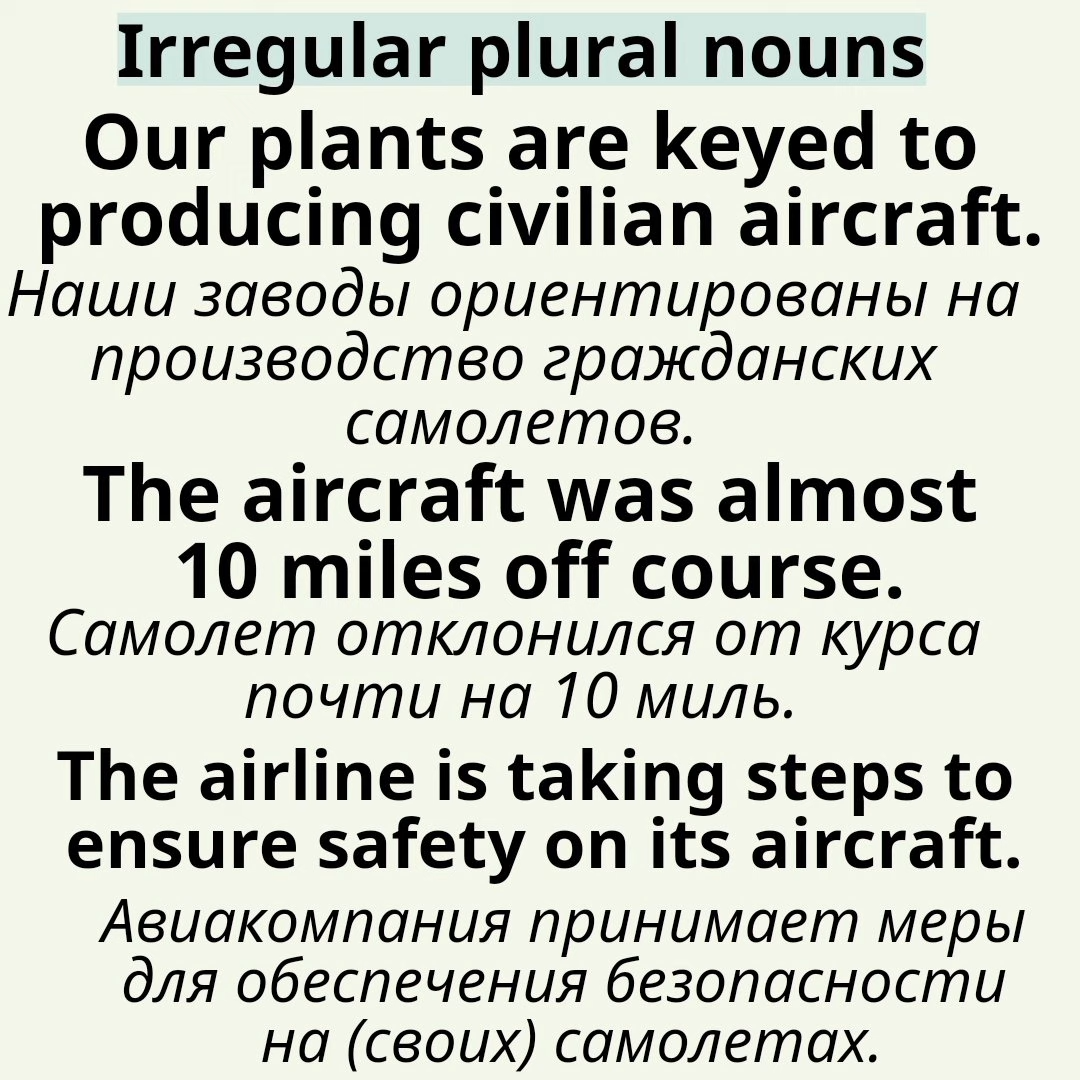 Irregular plural nouns
Our plants are keyed to
producing civilian aircraft.
Наши заводы ориентированы на
производство гражданских
самолетов.
The aircraft was almost
10 miles off course.
Самолет отклонился от курса
почти на 10 миль.
The airline is taking steps to
ensure safety on its aircraft.
Авиакомпания принимает меры
для обеспечения безопасности
на (своих) самолетах.